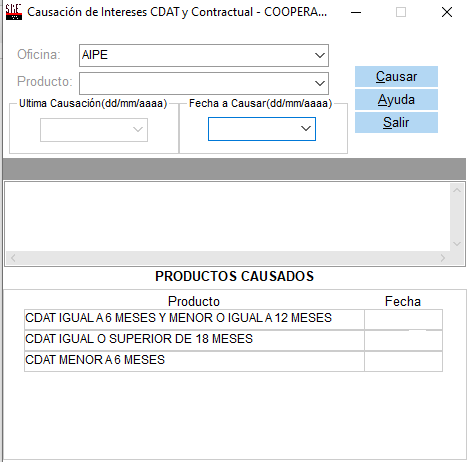 Causación de Intereses CDAT y Contractual - COOPERA...
Oficina: AIPE
Producto:
Ultima Causación(dd/mm/aaaa)
Fecha a Causar(dd/mm/aaaa)
Causar
Ayuda
Salir
PRODUCTOS CAUSADOS
Producto Fecha
CDAT IGUAL A 6 MESES Y MENOR O IGUAL A 12 MESES
CDAT IGUAL O SUPERIOR DE 18 MESES
CDAT MENOR A 6 MESES